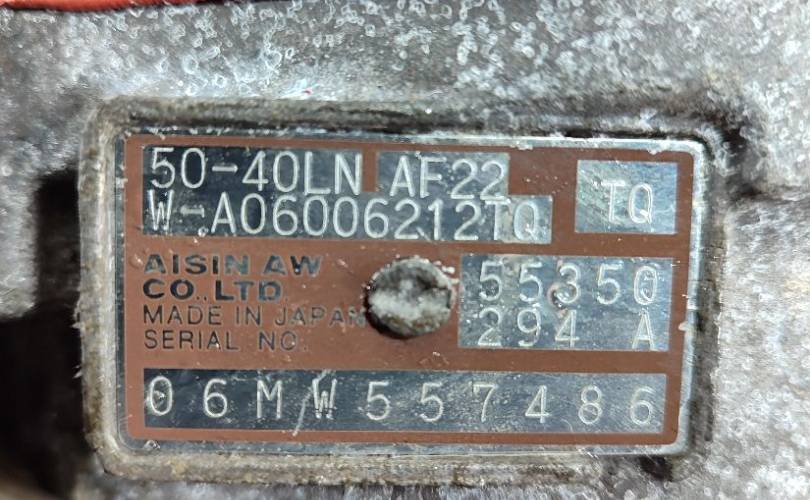 50-40LN AF22
W-A06006212TQ
TQ
AISIN AW
CO.,LTD.
MADE IN JAPAN
SERIAL NO.
55350
294 A
06MW557486